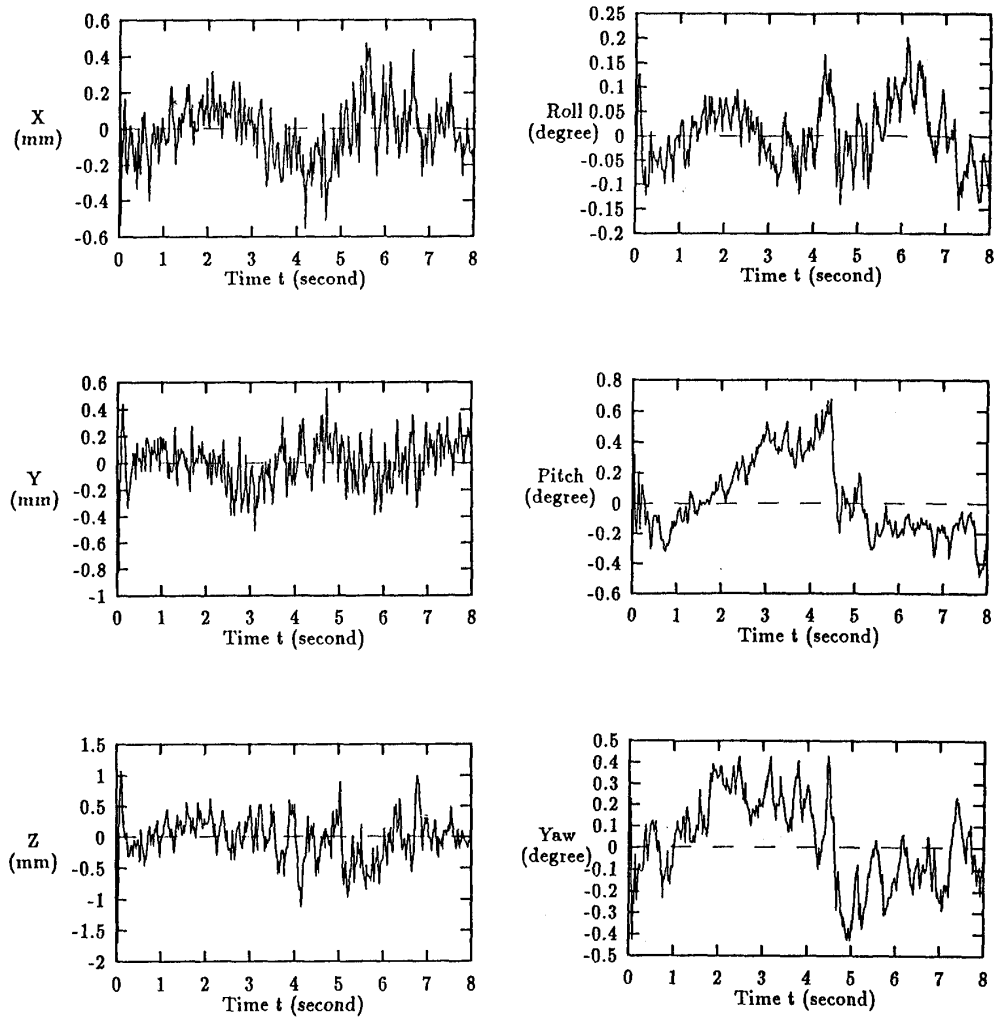 0.6
0.4
0.2
0
-0.2
-0.4
-0.6
X
(mm)
0 1 2 3 4 5 6 7 8
Time t (second)
0.25
0.2
0.15
0.1
Roll 0.05
(degree) 0
-0.05
-0.1
-0.15
-0.2
0 1 2 3 4 5 6 7 8
Time t (second)
0.6
0.4
0.2
0
-0.2
-0.4
-0.6
-0.8
-1
Y
(mm)
0 1 2 3 4 5 6 7 8
Time t (second)
0.8
0.6
0.4
0.2
0
-0.2
-0.4
-0.6
Pitch
(degree)
0 1 2 3 4 5 6 7 8
Time t (second)
1.5
1
0.5
0
-0.5
-1
-1.5
-2
Z
(mm)
0 1 2 3 4 5 6 7 8
Time t (second)
0.5
0.4
0.3
0.2
0.1
Yaw 0
(degree) -0.1
-0.2
-0.3
-0.4
-0.5
0 1 2 3 4 5 6 7 8
Time t (second)